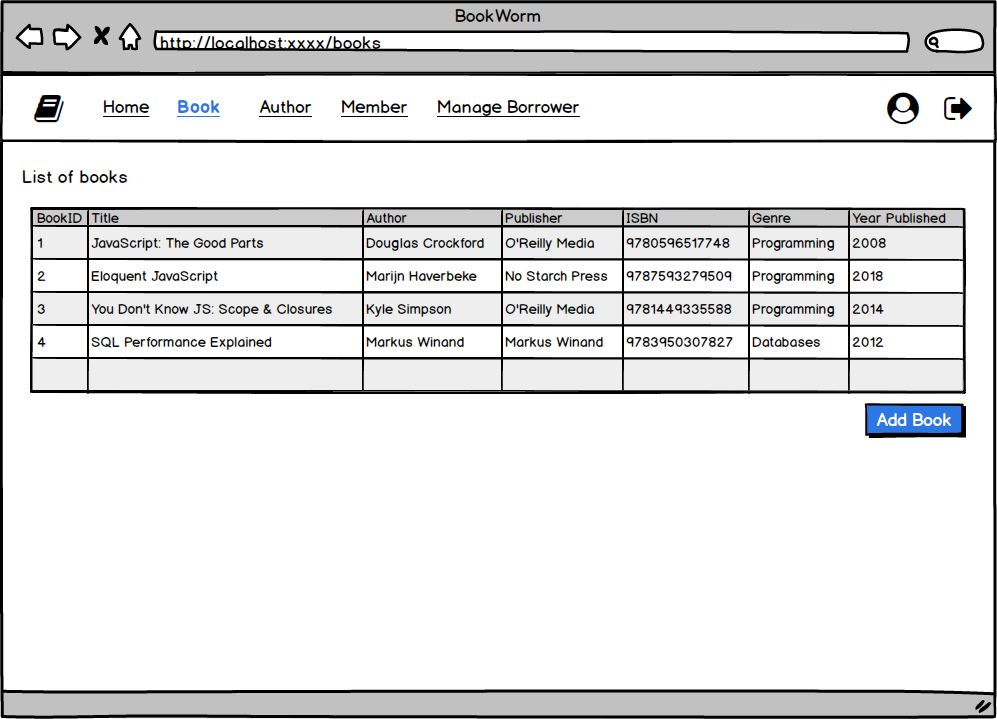 BookWorm
http://localhost:xxxx/books
Home Book Author Member Manage Borrower
List of books
BookID Title Author Publisher ISBN Genre Year Published
1 JavaScript: The Good Parts Douglas Crockford O'Reilly Media 9780596517748 Programming 2008
2 Eloquent JavaScript Marijn Haverbeke No Starch Press 9787593279509 Programming 2018
3 You Don't Know JS: Scope & Closures Kyle Simpson O'Reilly Media 9781449335588 Programming 2014
4 SQL Performance Explained Markus Winand Markus Winand 9783950307827 Databases 2012
Add Book